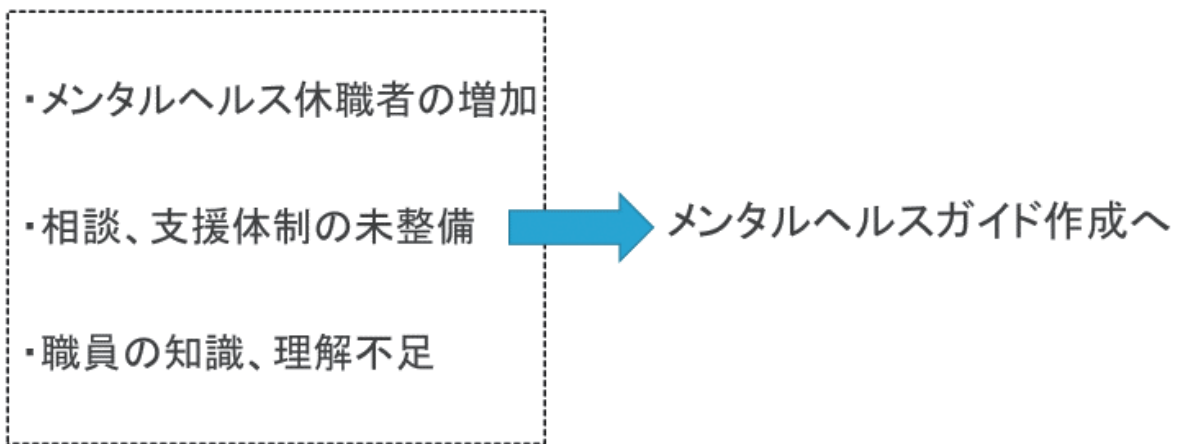 ・メンタルヘルス休職者の増加
・相談、支援体制の未整備
メンタルヘルスガイド作成へ
・職員の知識、理解不足